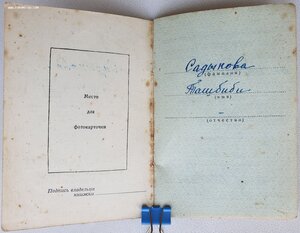 Место
для
фотокарточки
Подпись владельца
книжки
Садыкова
(фамилия)
Ташбиби
(имя)
-
(отчество)